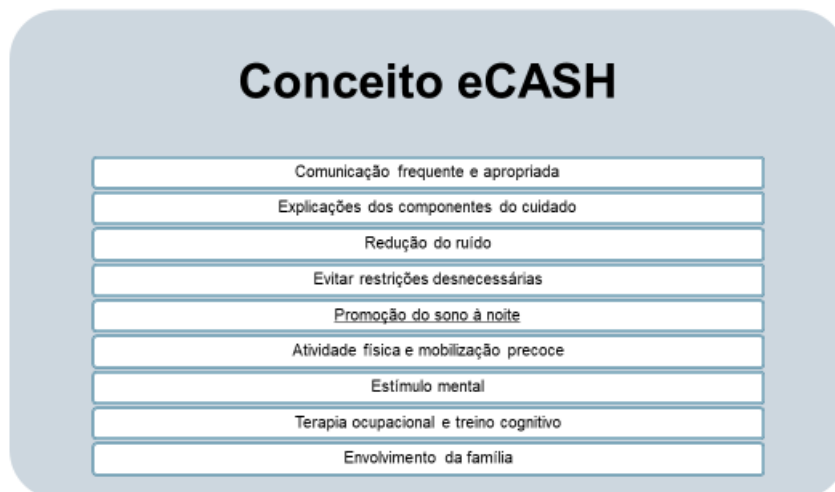 Conceito eCASH
Comunicação frequente e apropriada
Explicações dos componentes do cuidado
Redução do ruído
Evitar restrições desnecessárias
Promoção do sono à noite
Atividade física e mobilização precoce
Estímulo mental
Terapia ocupacional e treino cognitivo
Envolvimento da família